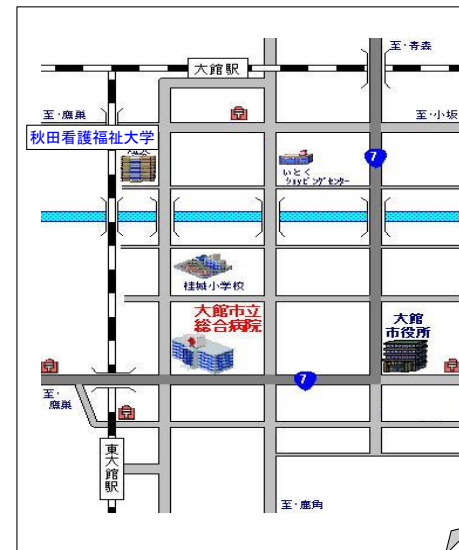 至・青森
大館駅
至・鷹巣
至・小坂
秋田看護福祉大学
7
いとく
ショッピングセンター
桂城小学校
大館市立
総合病院
大館
市役所
7
至・
鷹巣
東大館駅
至・鹿角